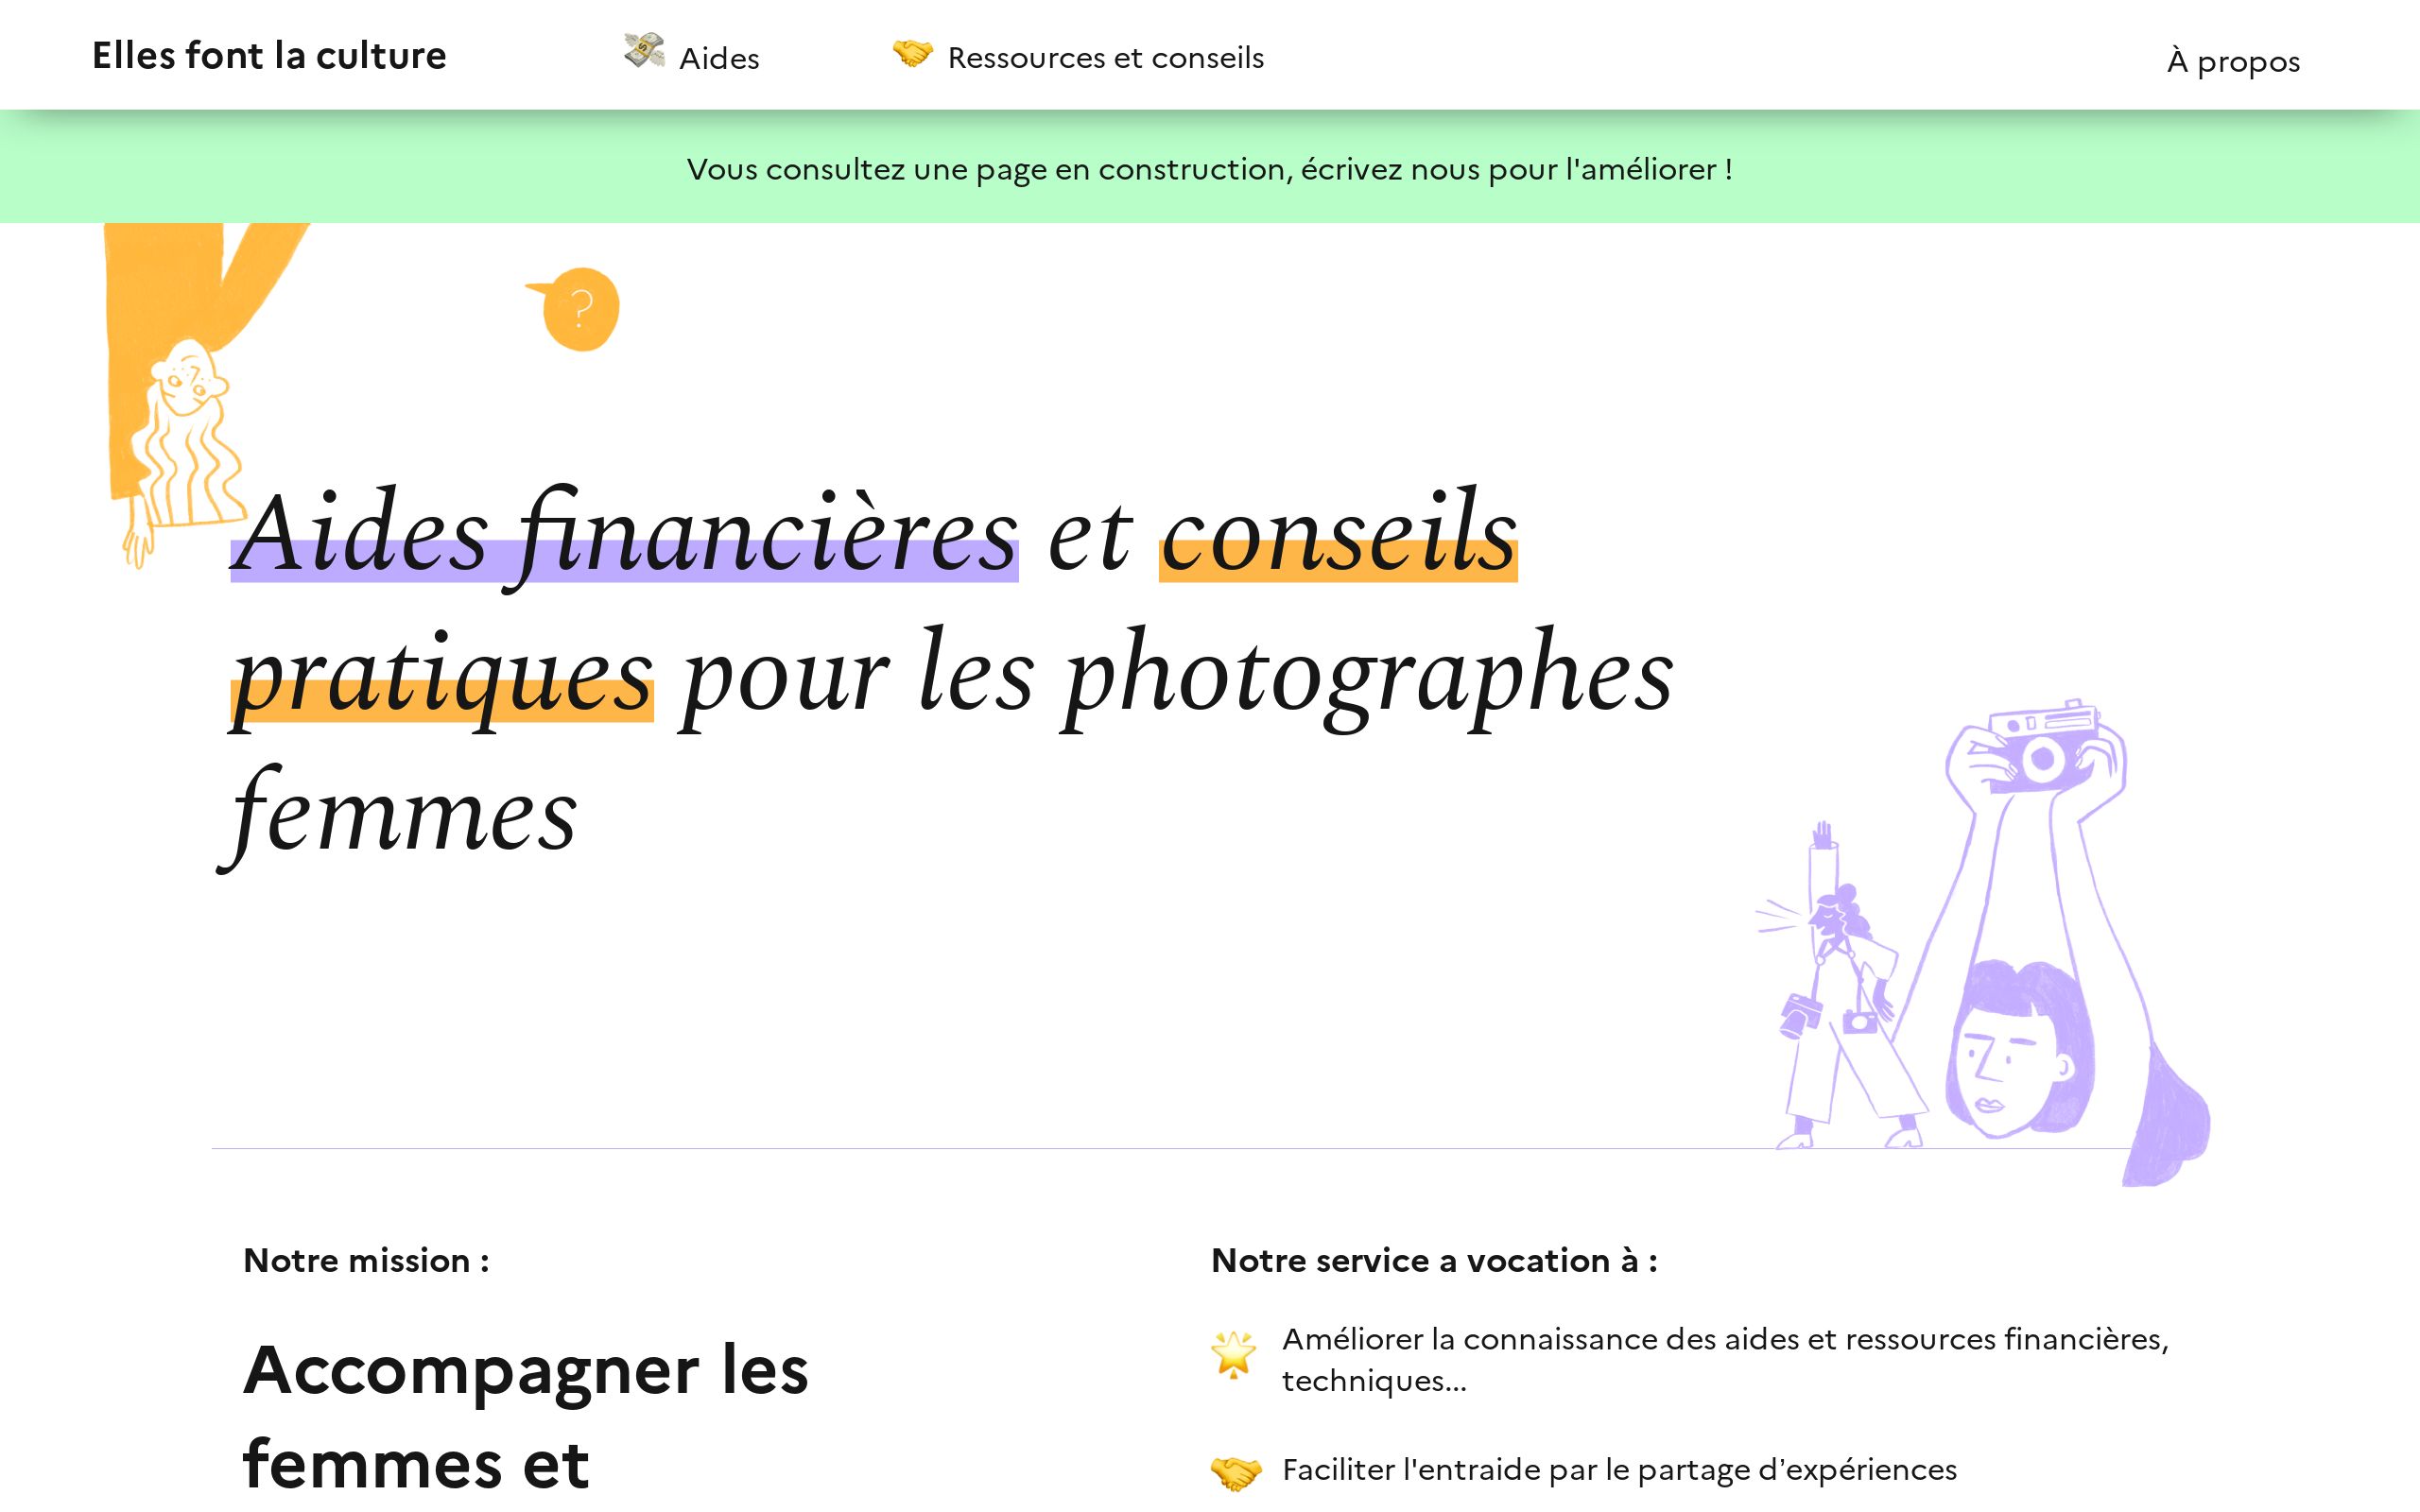 Elles font la culture
Aides
Ressources et conseils
À propos
Vous consultez une page en construction, écrivez nous pour l'améliorer !
?
Aides financières et conseils
pratiques pour les photographes
femmes
Notre mission :
Accompagner les
femmes et
Notre service a vocation à :
Améliorer la connaissance des aides et ressources financières,
techniques...
Faciliter l'entraide par le partage d’expériences